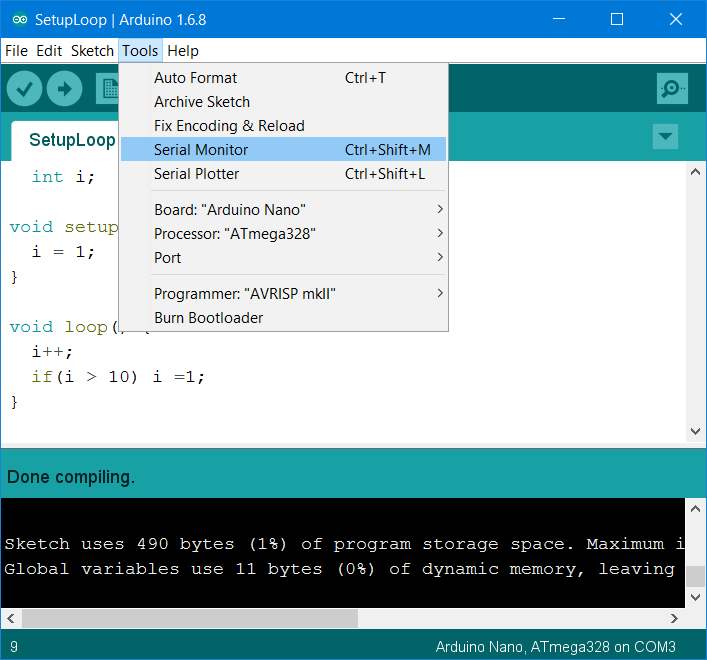 SetupLoop | Arduino 1.6.8
File Edit Sketch Tools Help
Auto Format Ctrl+T
Archive Sketch
Fix Encoding & Reload
Serial Monitor Ctrl+Shift+M
Serial Plotter Ctrl+Shift+L
Board: "Arduino Nano"
Processor: "ATmega328"
Port
Programmer: "AVRISP mkII"
Burn Bootloader
SetupLoop
int i;
void setup
i = 1;
}
void loop() {
i++;
if(i > 10) i =1;
}
Done compiling.
Sketch uses 490 bytes (1%) of program storage space. Maximum i
Global variables use 11 bytes (0%) of dynamic memory, leaving
9 Arduino Nano, ATmega328 on COM3